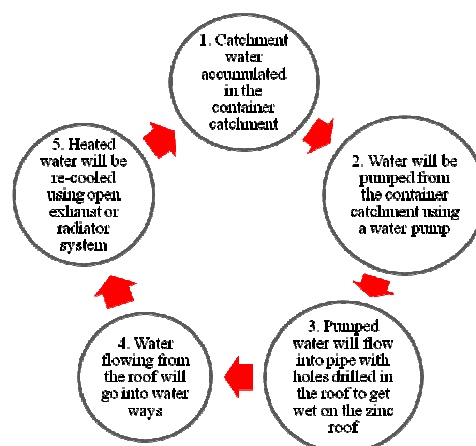 1. Catchment
water
accumulated
in the
container
catchment
2. Water will be
pumped from
the container
catchment using
a water pump
3. Pumped
water will flow
into pipe with
holes drilled in
the roof to get
wet on the zinc
roof
4. Water
flowing from
the roof will
go into water
ways
5. Heated
water will be
re-cooled
using open
exhaust or
radiator
system